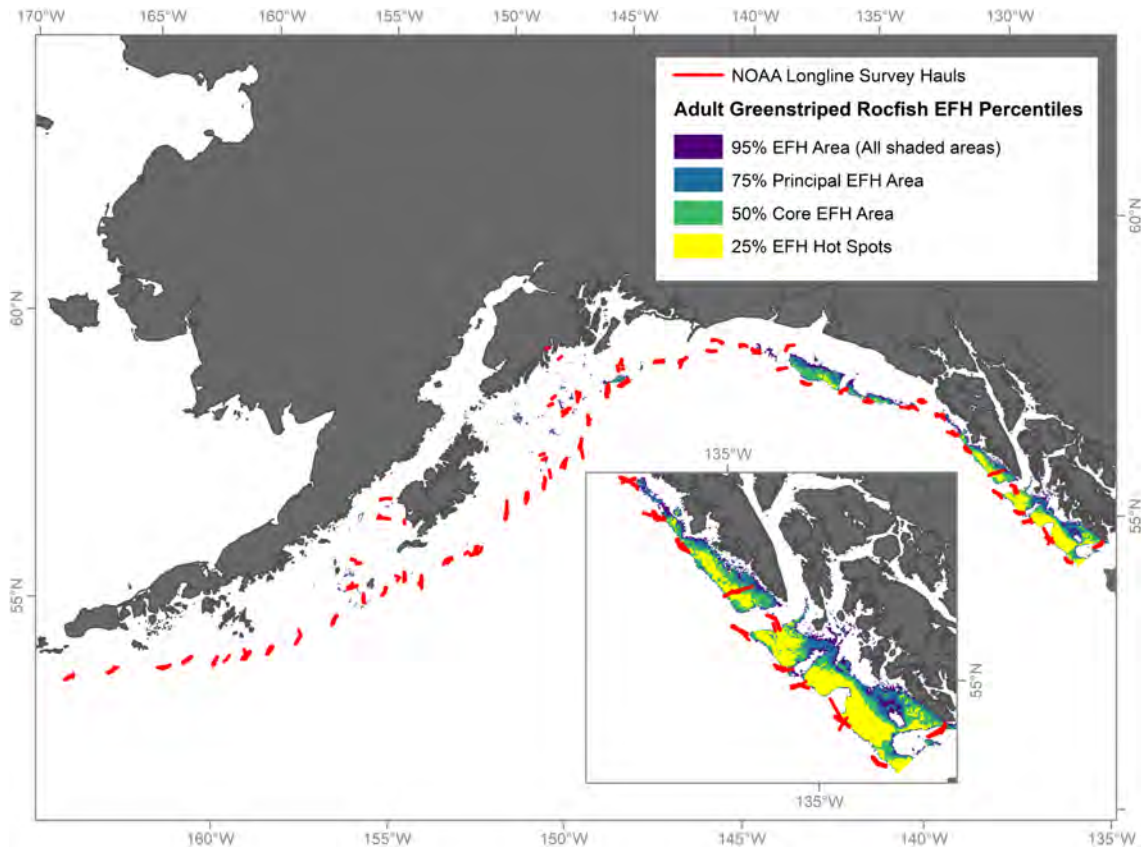 170°W 165°W 160°W 155°W 150°W 145°W 140°W 135°W 130°W
NOAA Longline Survey Hauls
Adult Greenstriped Rocfish EFH Percentiles
95% EFH Area (All shaded areas)
75% Principal EFH Area
50% Core EFH Area
25% EFH Hot Spots
60°N
60°N
135°W
55°N
55°N
55°N
135°W
160°W 155°W 150°W 145°W 140°W 135°W